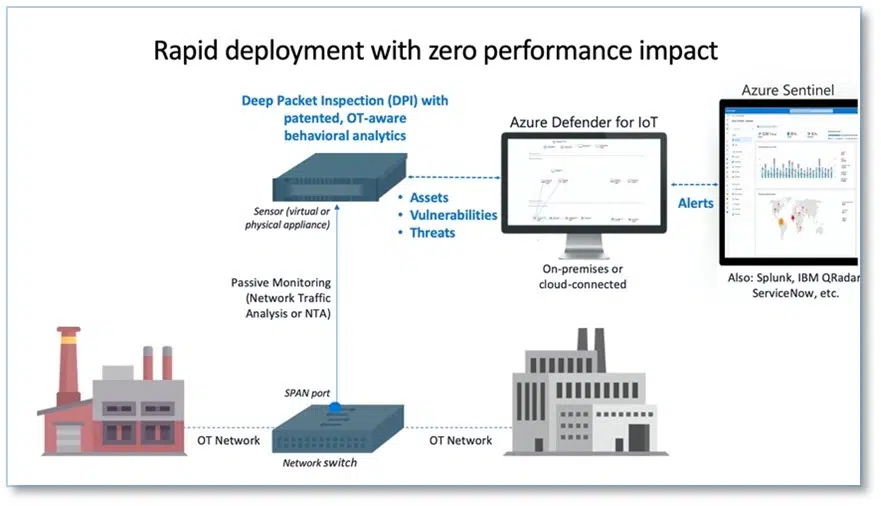 Rapid deployment with zero performance impact
Deep Packet Inspection (DPI) with
patented, OT-aware
behavioral analytics
Azure Defender for IoT
Azure Sentinel
Sensor (virtual or
physical appliance)
• Assets
• Vulnerabilities
• Threats
Alerts
On-premises or
cloud-connected
Also: Splunk, IBM QRadar
ServiceNow, etc.
Passive Monitoring
(Network Traffic
Analysis or NTA)
SPAN port
OT Network
OT Network
Network switch